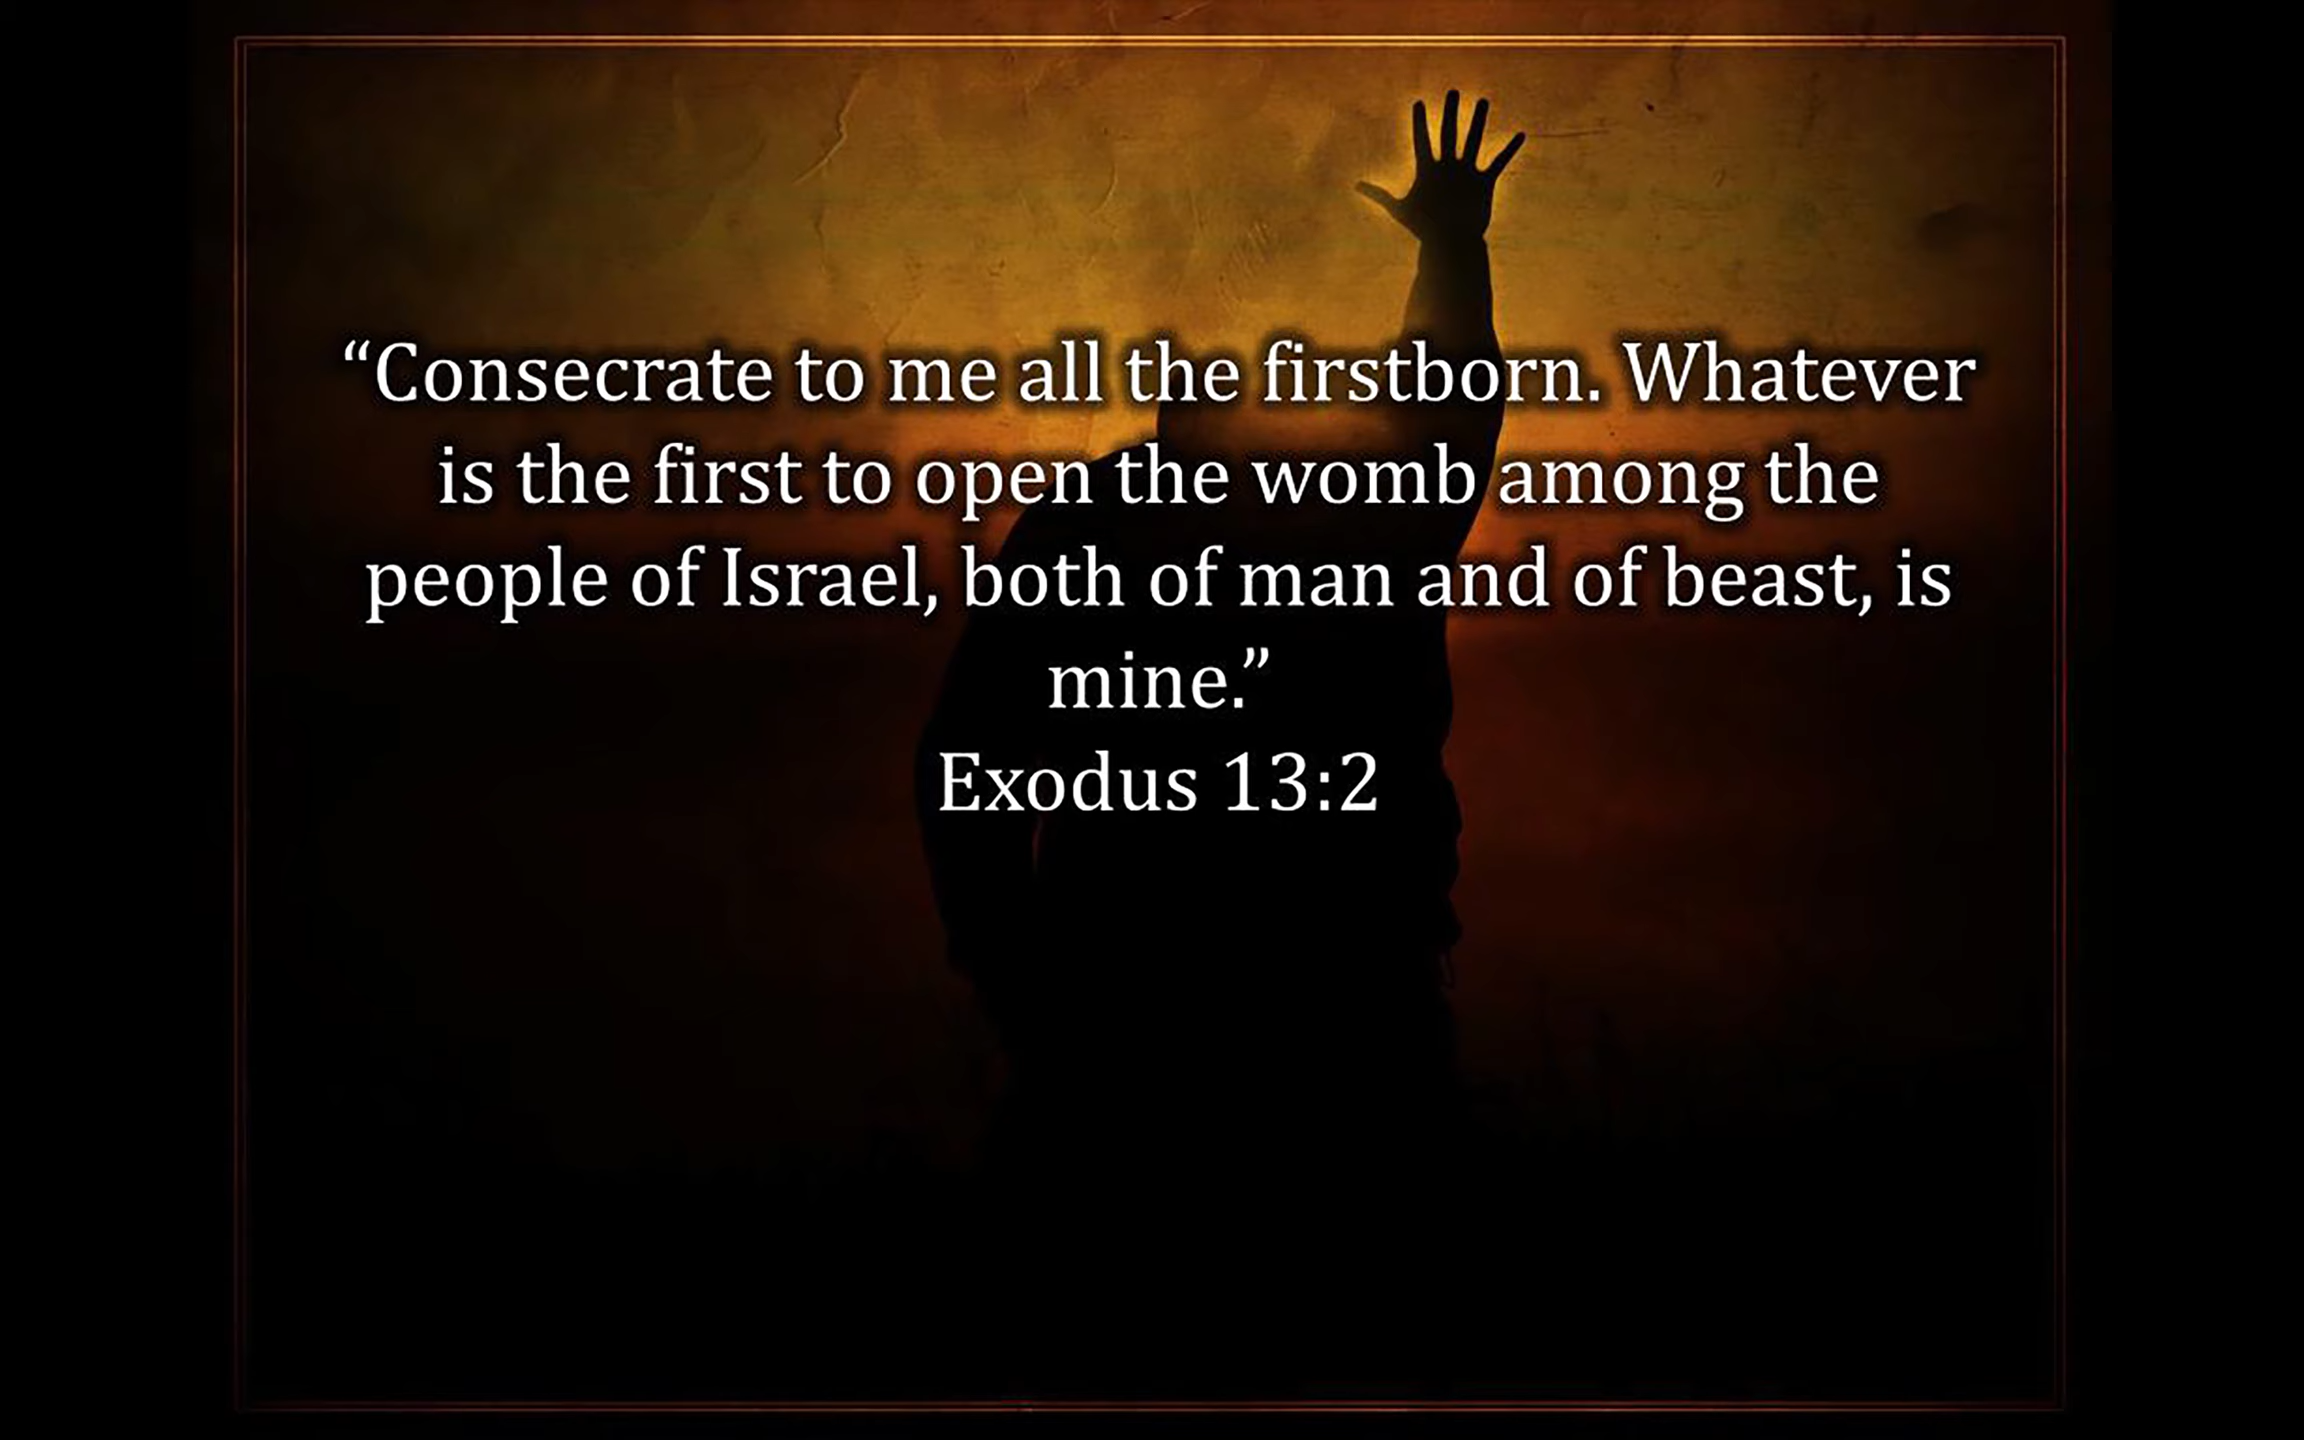 “Consecrate to me all the firstborn. Whatever
is the first to open the womb among the
people of Israel, both of man and of beast, is
mine.”
Exodus 13:2